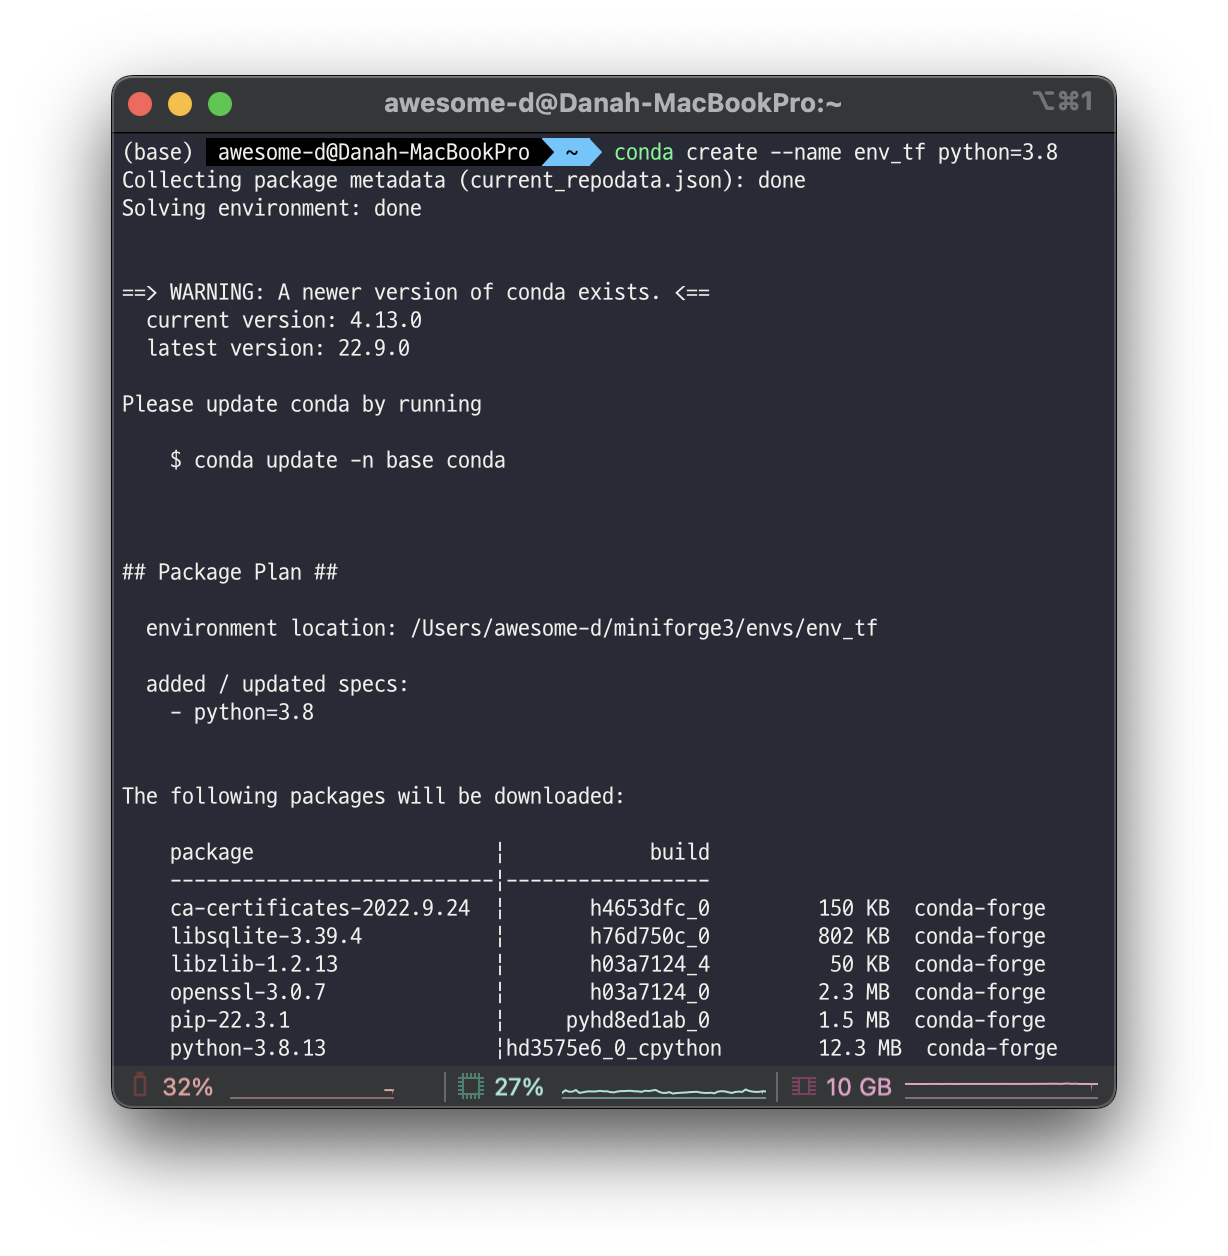 awesome-d@Danah-MacBookPro:~ ⌥⌘1
(base) awesome-d@Danah-MacBookPro ~ conda create --name env_tf python=3.8
Collecting package metadata (current_repodata.json): done
Solving environment: done
==> WARNING: A newer version of conda exists. <==
current version: 4.13.0
latest version: 22.9.0
Please update conda by running
$ conda update -n base conda
## Package Plan ##
environment location: /Users/awesome-d/miniforge3/envs/env_tf
added / updated specs:
- python=3.8
The following packages will be downloaded:
package | build
---------------------------|-----------------
ca-certificates-2022.9.24 | h4653dfc_0 150 KB conda-forge
libsqlite-3.39.4 | h76d750c_0 802 KB conda-forge
libzlib-1.2.13 | h03a7124_4 50 KB conda-forge
openssl-3.0.7 | h03a7124_0 2.3 MB conda-forge
pip-22.3.1 | pyhd8ed1ab_0 1.5 MB conda-forge
python-3.8.13 |hd3575e6_0_cpython 12.3 MB conda-forge
32% 27% 10 GB